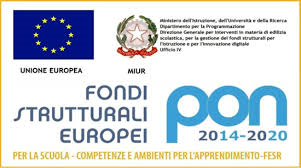 Ministero dell'Istruzione, dell'Università e della Ricerca
Dipartimento per la Programmazione
Direzione Generale per interventi in materia di edilizia
scolastica, per la gestione dei fondi strutturali per
l'istruzione e per l'innovazione digitale
Ufficio IV
UNIONE EUROPEA
MIUR
FONDI
STRUTTURALI
EUROPEI
pon
2014-2020
PER LA SCUOLA - COMPETENZE E AMBIENTI PER L'APPRENDIMENTO-FESR